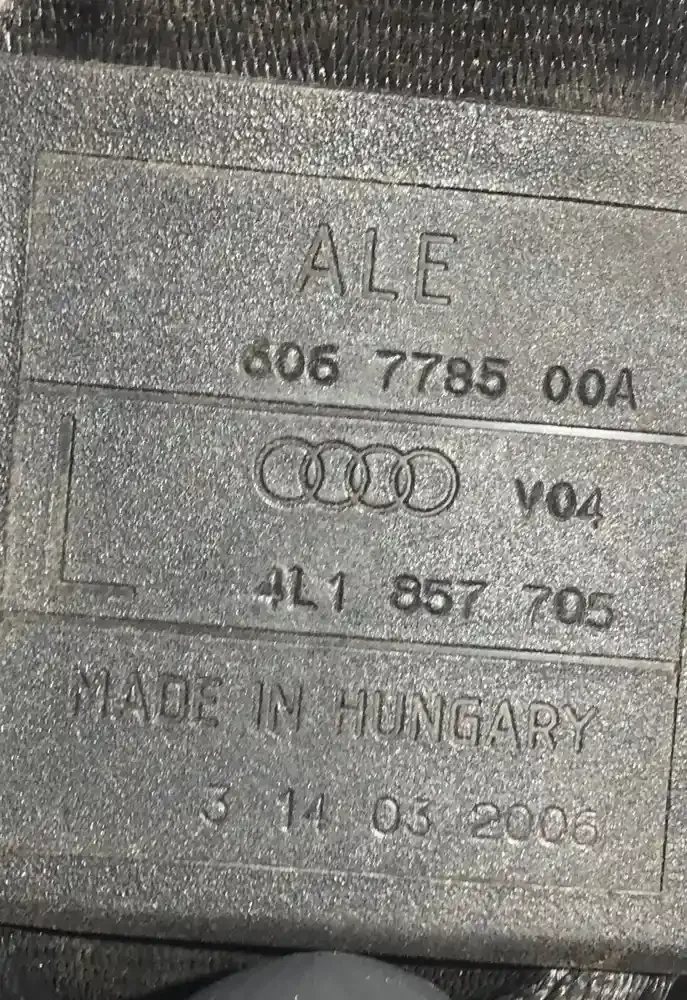 ALE
606 7785 00A
V04
L
4L1 857 705
MADE IN HUNGARY
3 14 03 2006